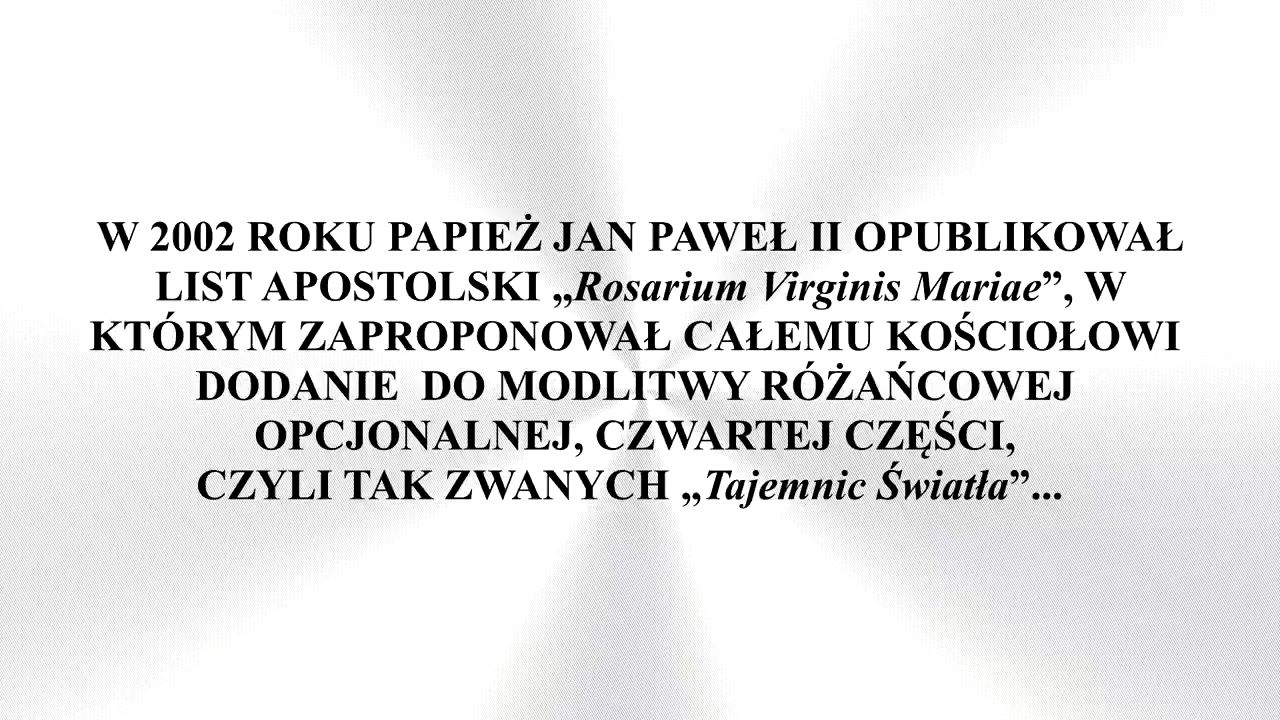 W 2002 ROKU PAPIEŻ JAN PAWEŁ II OPUBLIKOWAŁ
LIST APOSTOLSKI „Rosarium Virginis Mariae”, W
KTÓRYM ZAPROPONOWAŁ CAŁEMU KOŚCIOŁOWI
DODANIE  DO MODLITWY RÓŻAŃCOWEJ
OPCJONALNEJ, CZWARTEJ CZĘŚCI,
CZYLI TAK ZWANYCH „Tajemnic Światła”...